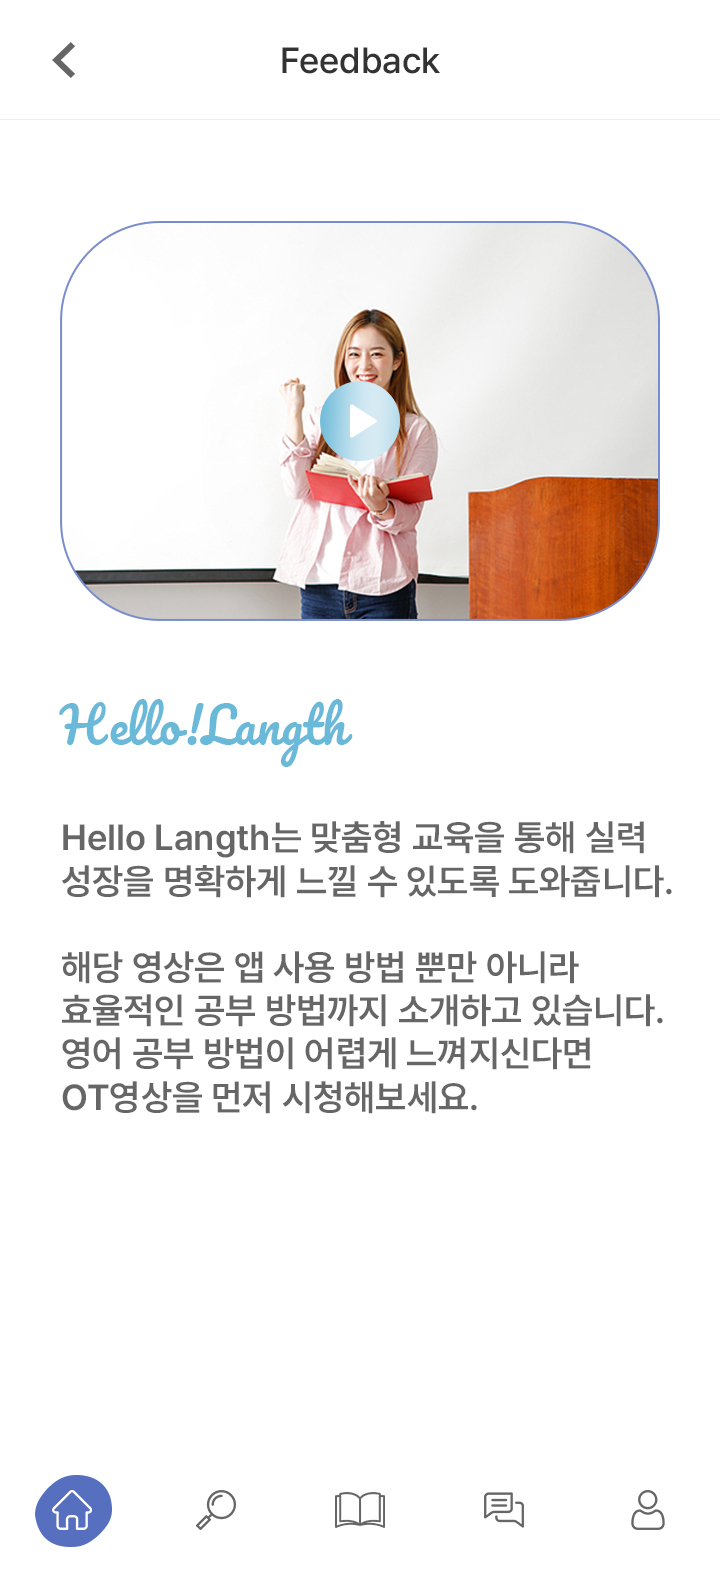 Feedback
Hello!Langth
Hello Langth는 맞춤형 교육을 통해 실력
성장을 명확하게 느낄 수 있도록 도와줍니다.
해당 영상은 앱 사용 방법 뿐만 아니라
효율적인 공부 방법까지 소개하고 있습니다.
영어 공부 방법이 어렵게 느껴지신다면
OT영상을 먼저 시청해보세요.